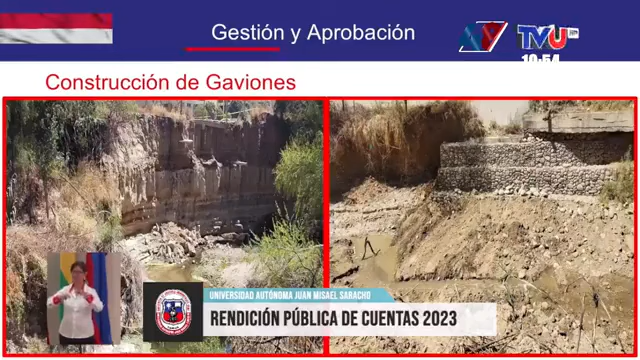 Gestión y Aprobación
TVU
10:54
Construcción de Gaviones
UNIVERSIDAD AUTÓNOMA JUAN MISAEL SARACHO
RENDICIÓN PÚBLICA DE CUENTAS 2023